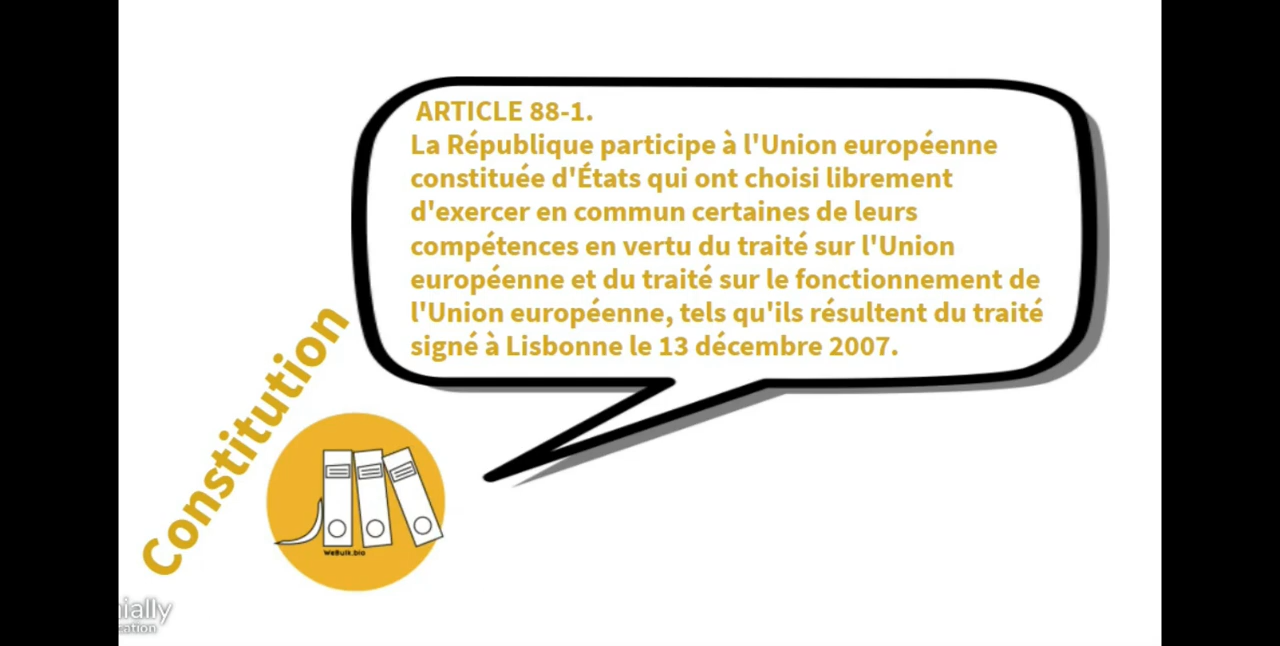 ARTICLE 88-1.
La République participe à l'Union européenne
constituée d'États qui ont choisi librement
d'exercer en commun certaines de leurs
compétences en vertu du traité sur l'Union
européenne et du traité sur le fonctionnement de
l'Union européenne, tels qu'ils résultent du traité
signé à Lisbonne le 13 décembre 2007.
Constitution